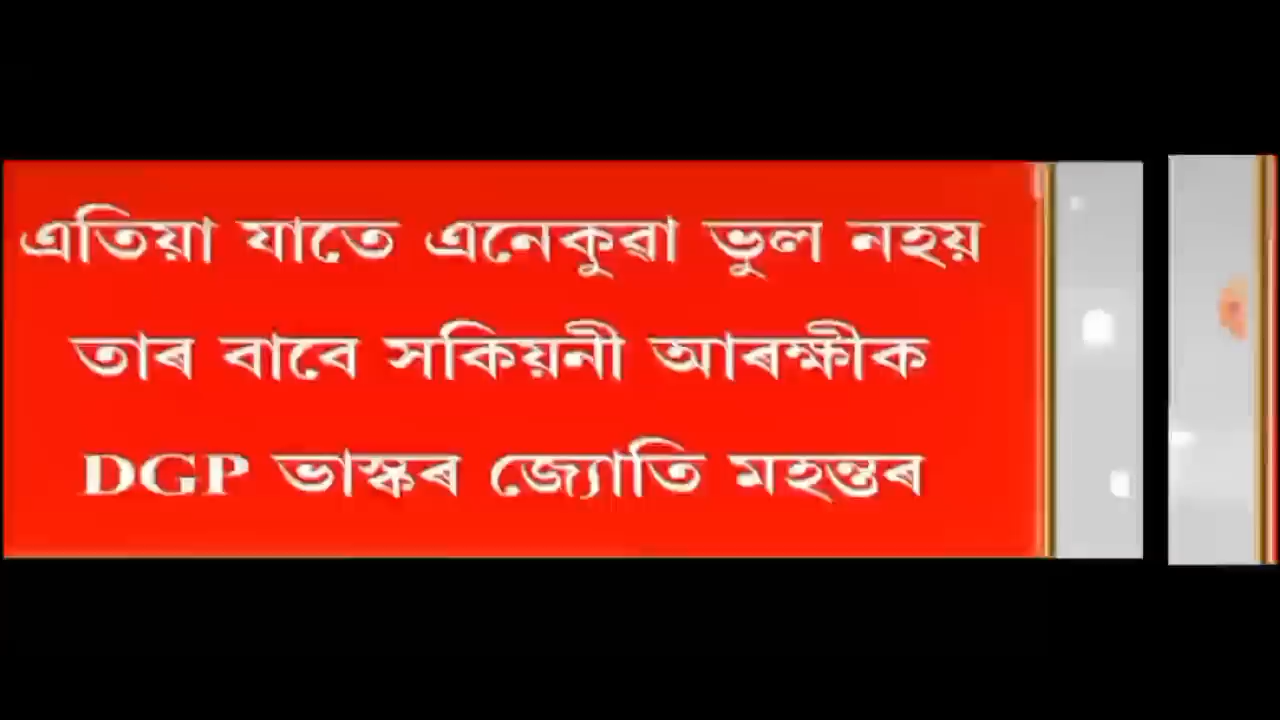 এতিয়া যাতে এনেকুৱা ভুল নহয়
তাৰ বাবে সকিয়নী আৰক্ষীক
DGP ভাস্কৰ জ্যোতি মহন্তৰ